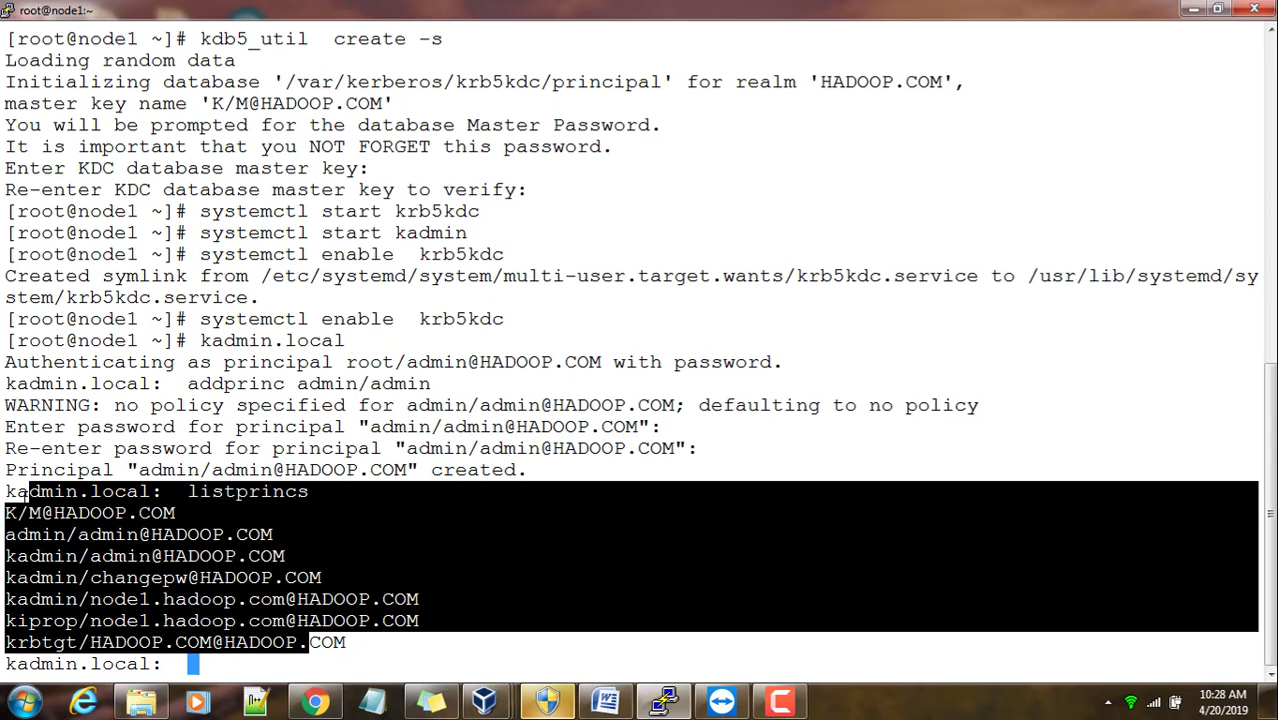 root@node1:~
[root@node1 ~]# kdb5_util  create -s
Loading random data
Initializing database '/var/kerberos/krb5kdc/principal' for realm 'HADOOP.COM',
master key name 'K/M@HADOOP.COM'
You will be prompted for the database Master Password.
It is important that you NOT FORGET this password.
Enter KDC database master key:
Re-enter KDC database master key to verify:
[root@node1 ~]# systemctl start krb5kdc
[root@node1 ~]# systemctl start kadmin
[root@node1 ~]# systemctl enable  krb5kdc
Created symlink from /etc/systemd/system/multi-user.target.wants/krb5kdc.service to /usr/lib/systemd/sy
stem/krb5kdc.service.
[root@node1 ~]# systemctl enable  krb5kdc
[root@node1 ~]# kadmin.local
Authenticating as principal root/admin@HADOOP.COM with password.
kadmin.local:  addprinc admin/admin
WARNING: no policy specified for admin/admin@HADOOP.COM; defaulting to no policy
Enter password for principal "admin/admin@HADOOP.COM":
Re-enter password for principal "admin/admin@HADOOP.COM":
Principal "admin/admin@HADOOP.COM" created.
kadmin.local:  listprincs
K/M@HADOOP.COM
admin/admin@HADOOP.COM
kadmin/admin@HADOOP.COM
kadmin/changepw@HADOOP.COM
kadmin/node1.hadoop.com@HADOOP.COM
kiprop/node1.hadoop.com@HADOOP.COM
krbtgt/HADOOP.COM@HADOOP.COM
kadmin.local:
10:28 AM
4/20/2019